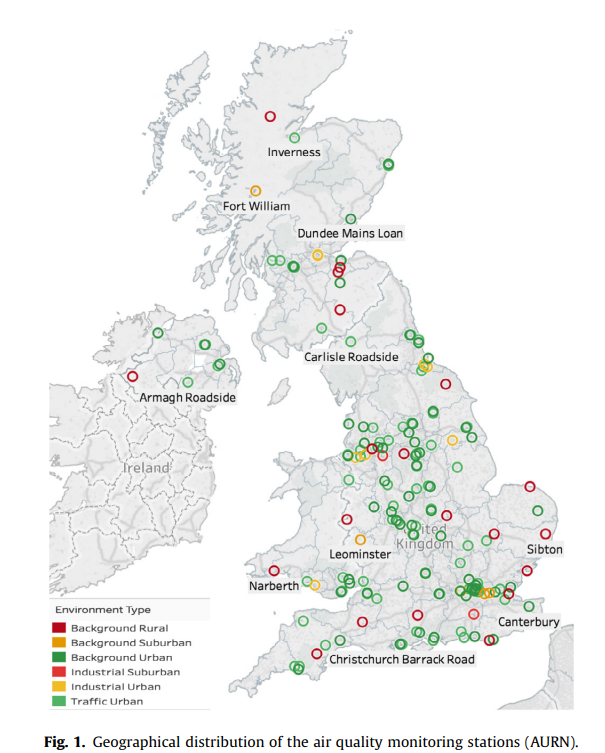 Inverness
Fort William
Dundee Mains Loan
Carlisle Roadside
Armagh Roadside
Ireland
United
Kingdom
Leominster
Sibton
Narberth
Canterbury
Christchurch Barrack Road
Environment Type
Background Rural
Background Suburban
Background Urban
Industrial Suburban
Industrial Urban
Traffic Urban
Fig. 1. Geographical distribution of the air quality monitoring stations (AURN).